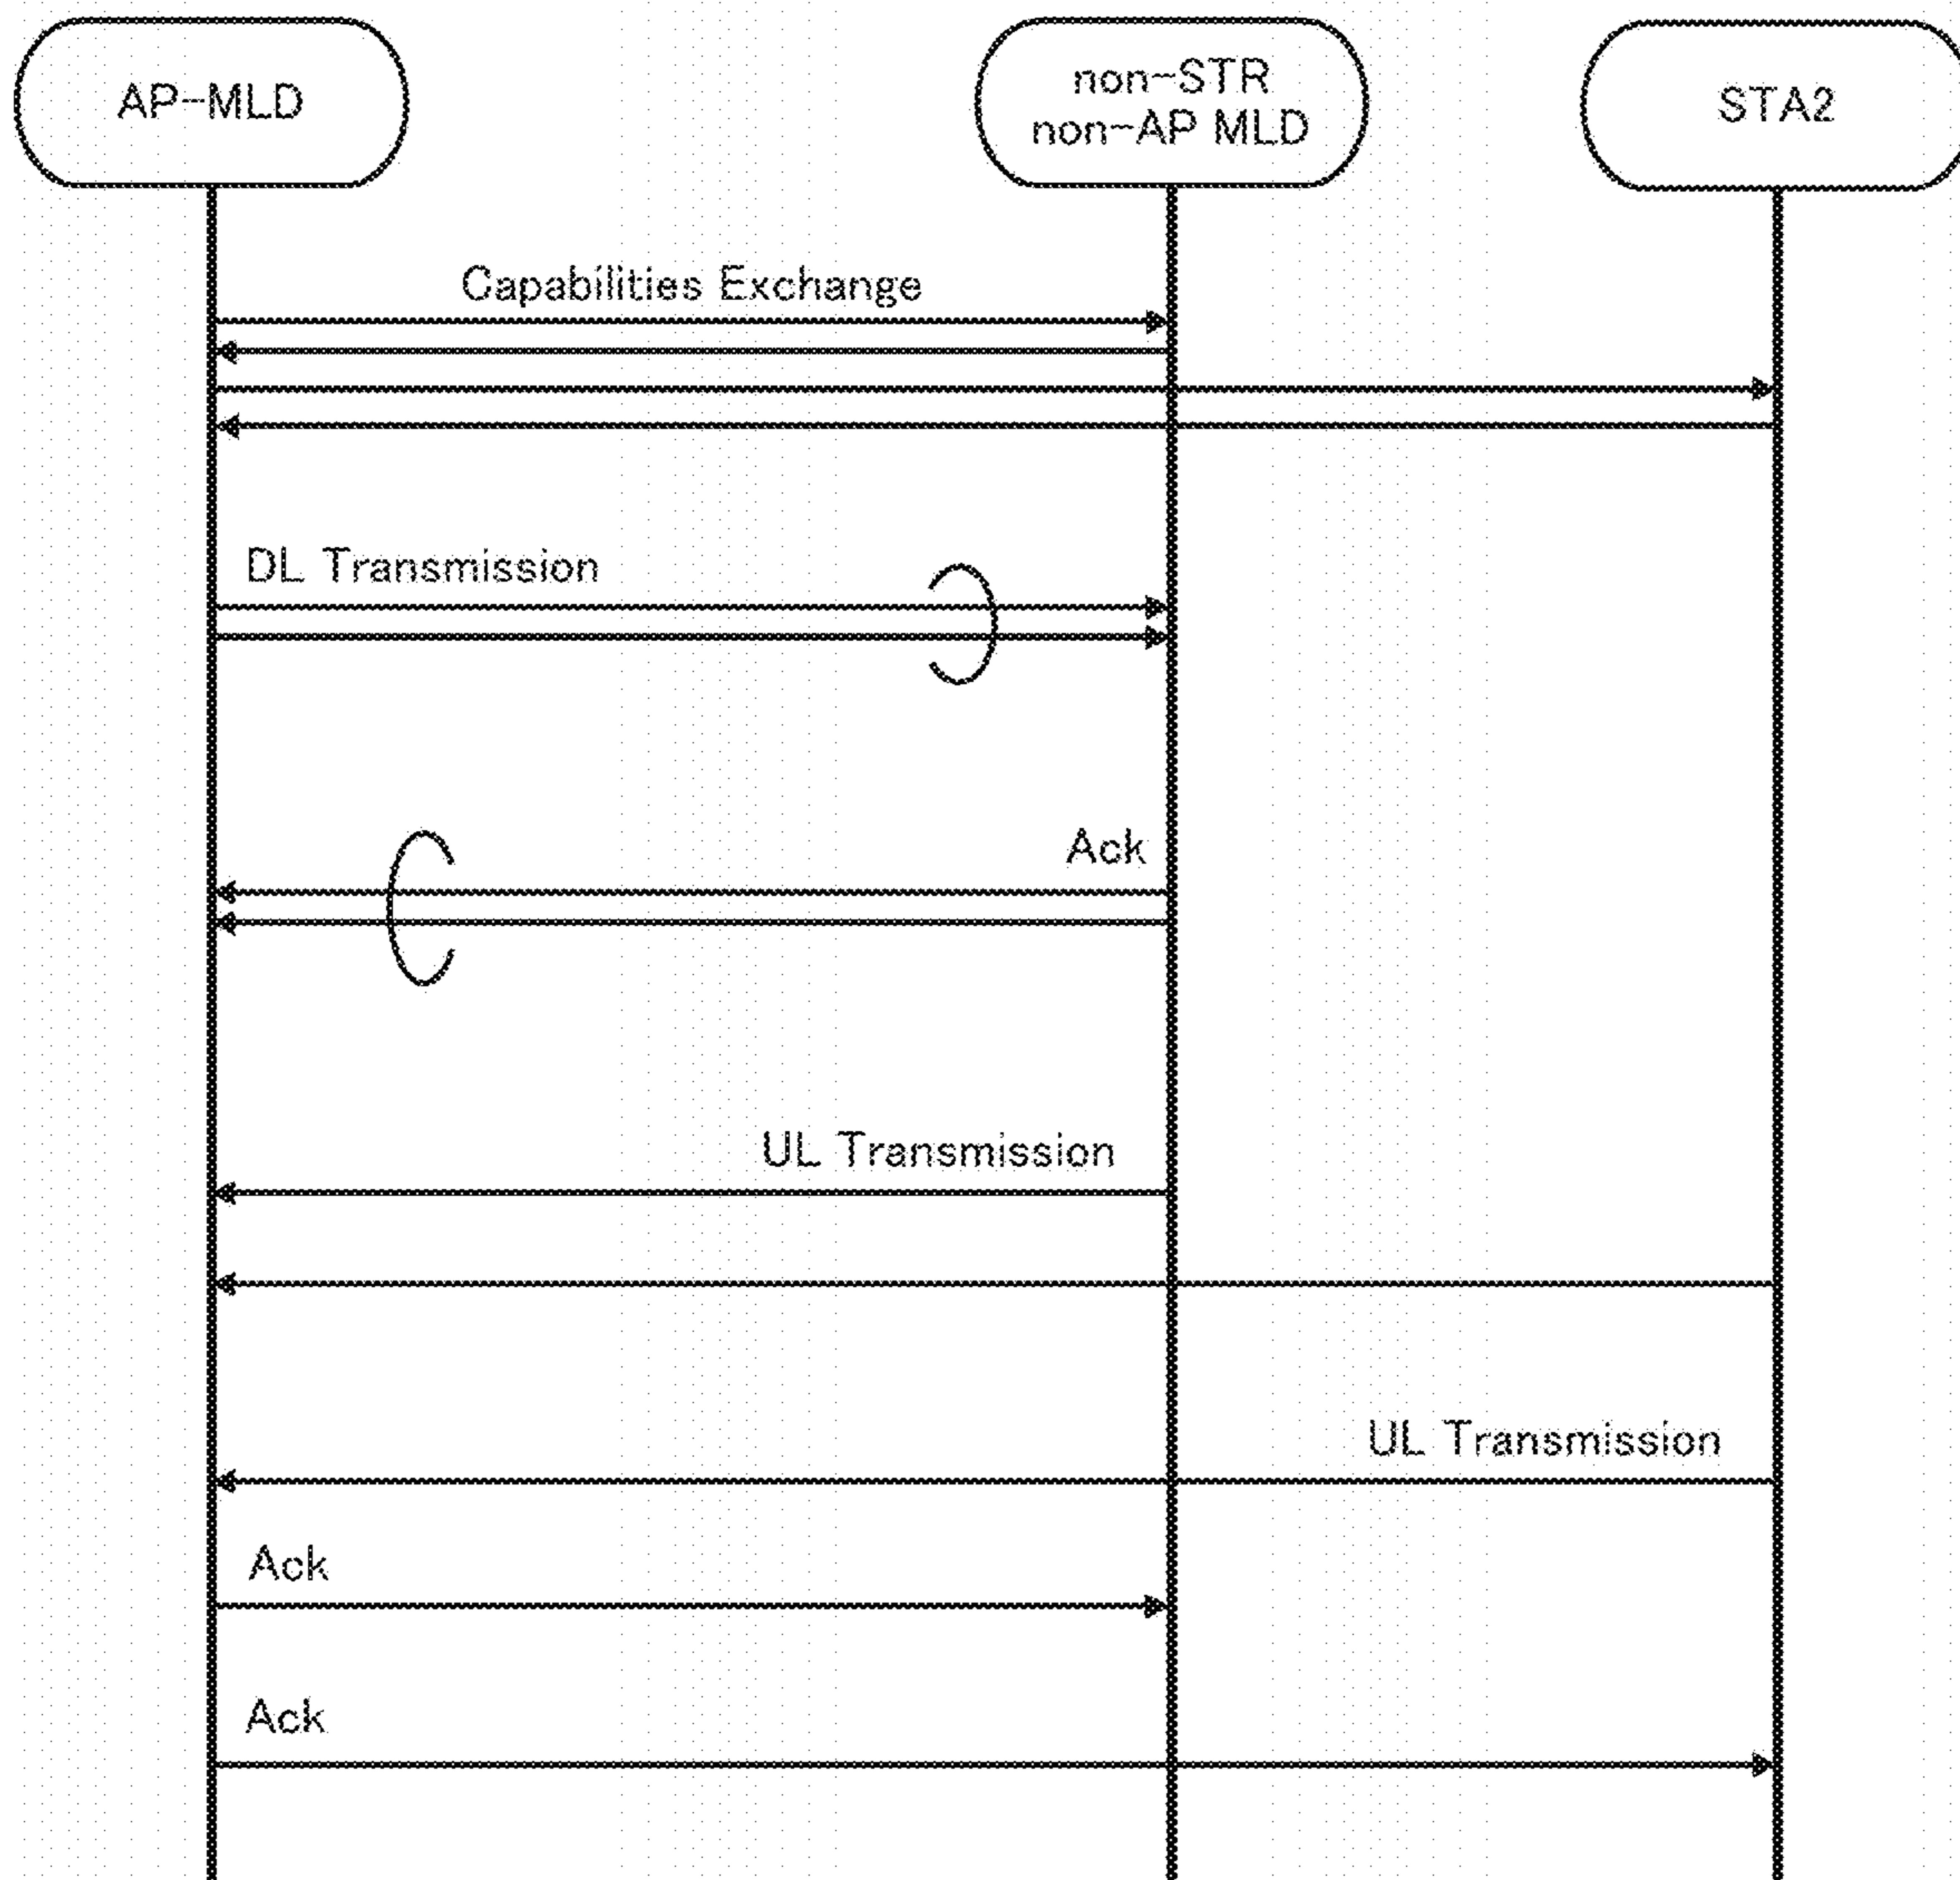 AP-MLD
non-STR
non-AP MLD
STA2
Capabilities Exchange
DL Transmission
Ack
UL Transmission
UL Transmission
Ack
Ack